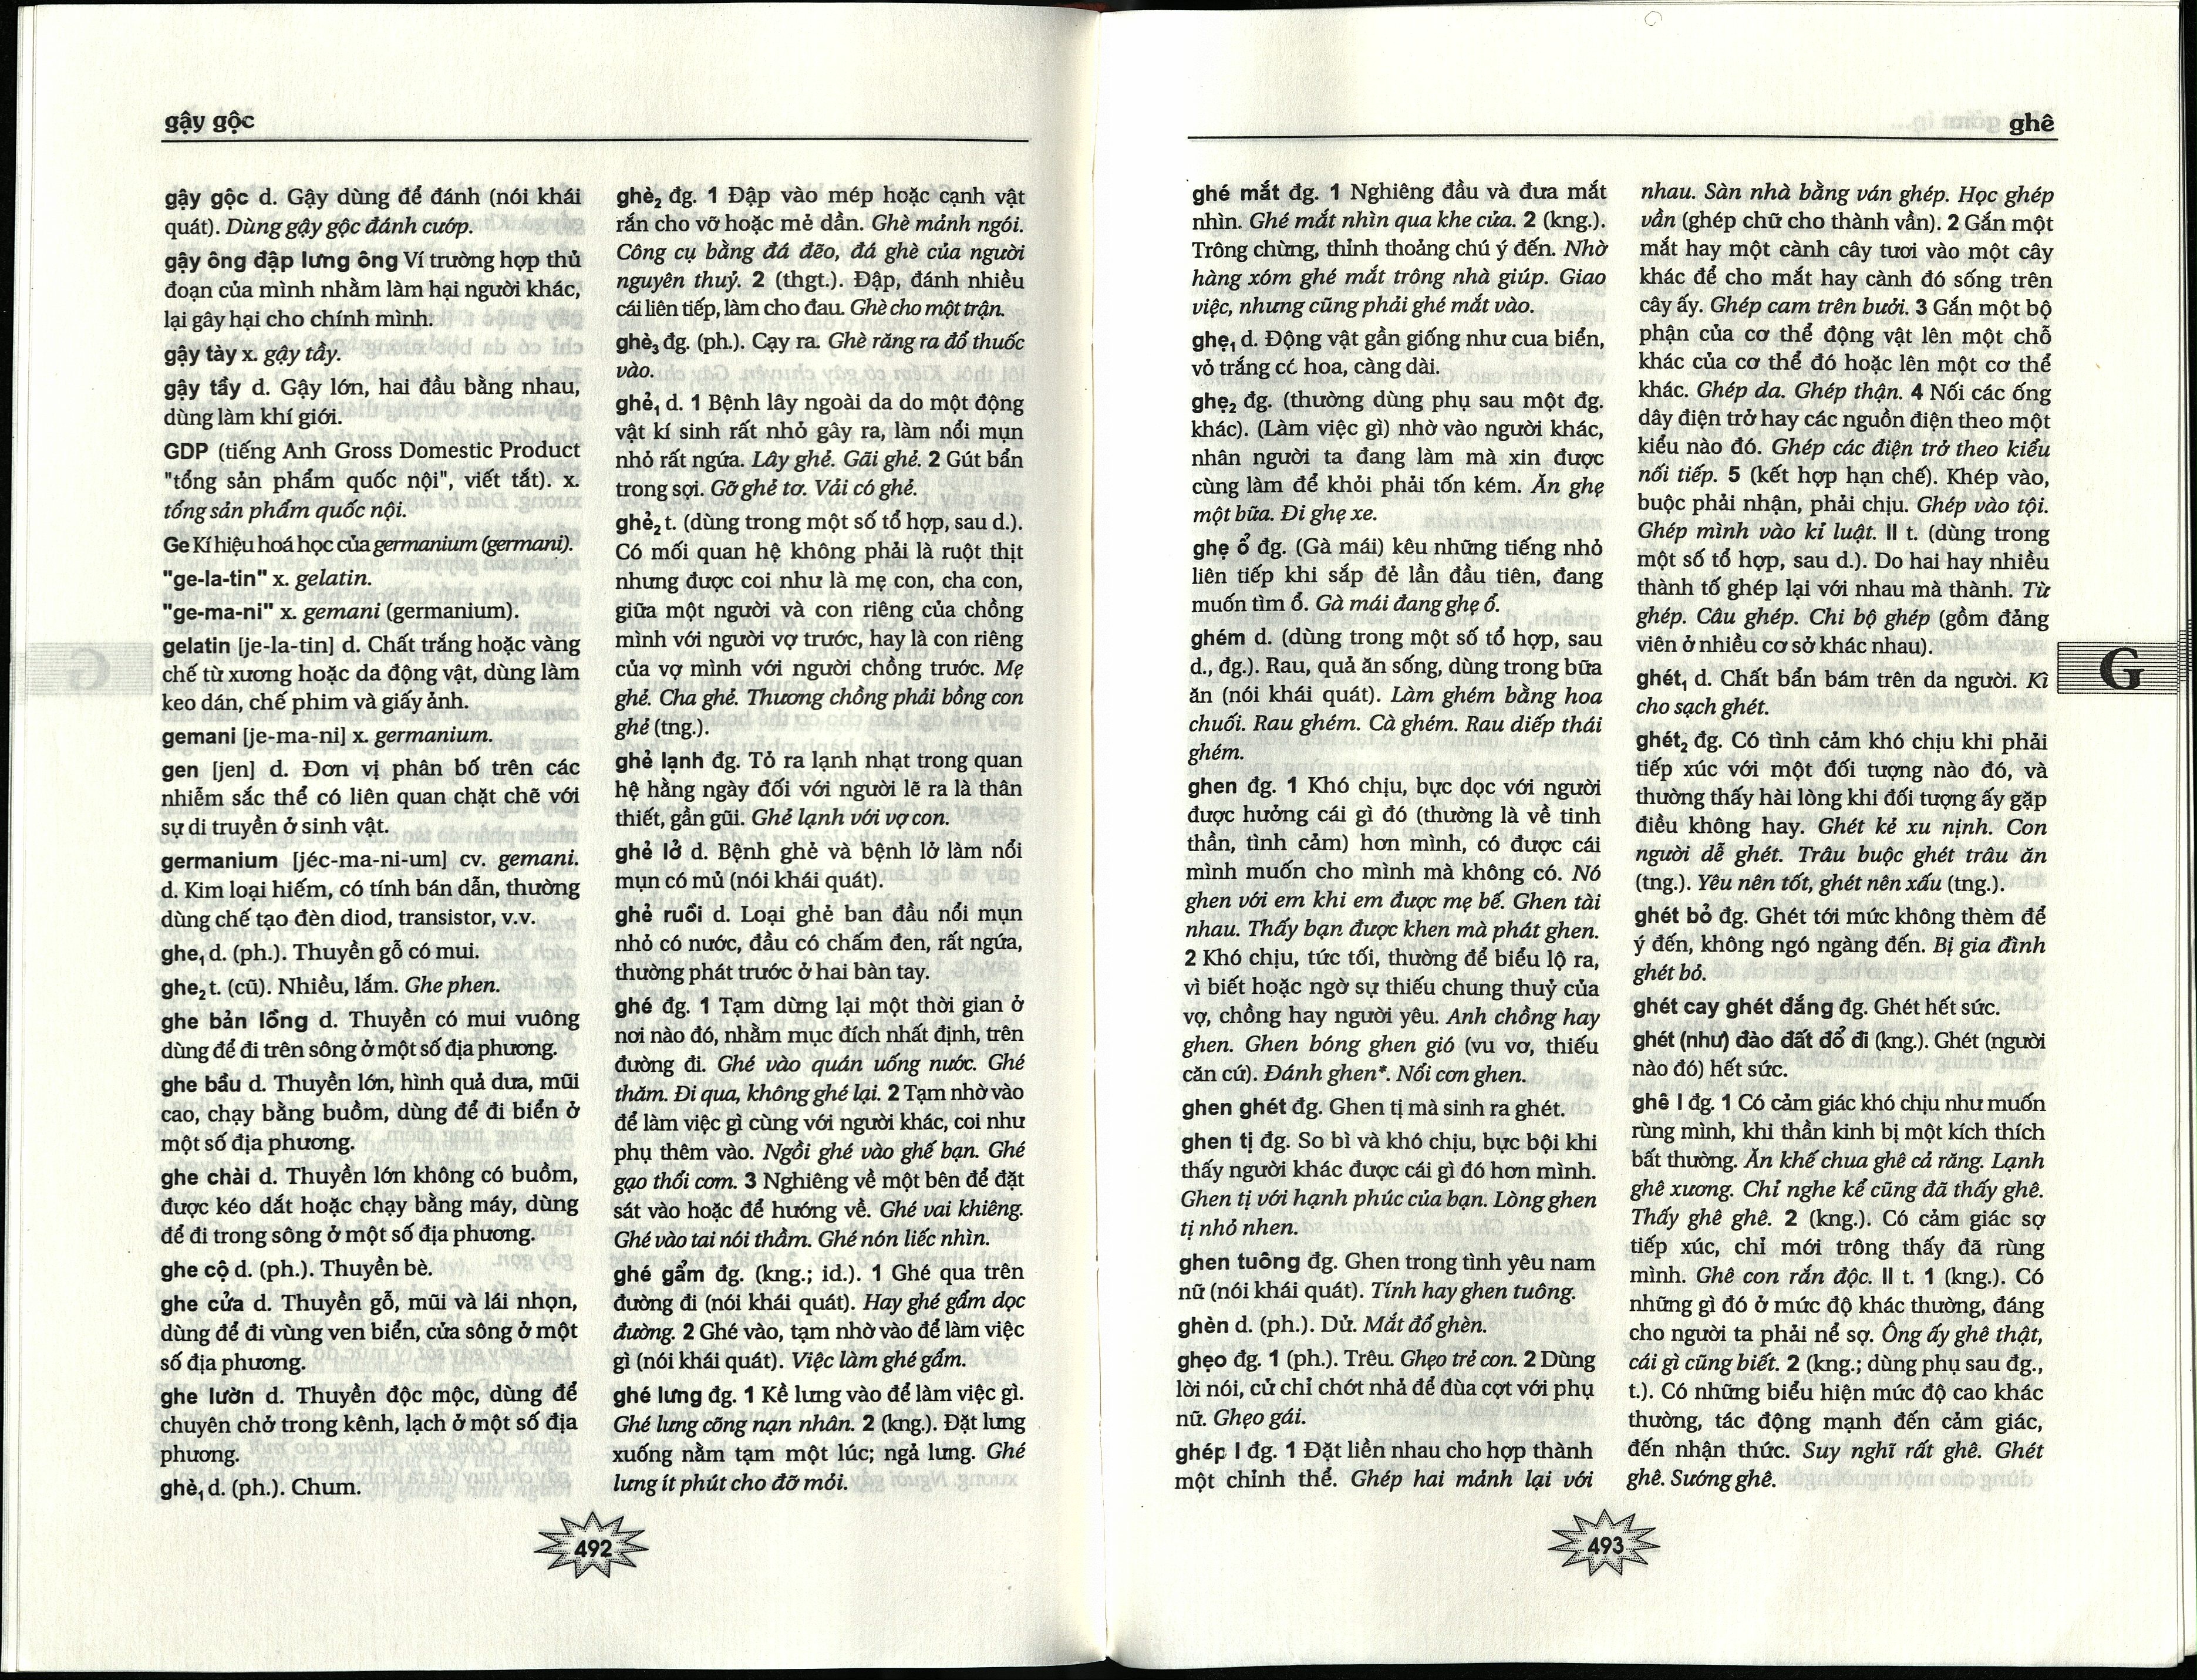 gậy gộc
gậy gộc d. Gậy dùng để đánh (nói khái
quát). Dùng gậy gộc đánh cướp.
gậy ông đập lưng ông Ví trường hợp thủ
đoạn của mình nhằm làm hại người khác,
lại gây hại cho chính mình.
gậy tày x. gậy tầy.
gậy tầy d. Gậy lớn, hai đầu bằng nhau,
dùng làm khí giới.
GDP (tiếng Anh Gross Domestic Product
"tổng sản phẩm quốc nội", viết tắt). x.
tổng sản phẩm quốc nội.
Ge Kí hiệu hoá học của germanium (germani).
"ge-la-tin" x. gelatin.
"ge-ma-ni" x. gemani (germanium).
gelatin [je-la-tin] d. Chất trắng hoặc vàng
chế từ xương hoặc da động vật, dùng làm
keo dán, chế phim và giấy ảnh.
gemani [je-ma-ni] x. germanium.
gen [jen] d. Đơn vị phân bố trên các
nhiễm sắc thể có liên quan chặt chẽ với
sự di truyền ở sinh vật.
germanium [jéc-ma-ni-um] cv. gemani.
d. Kim loại hiếm, có tính bán dẫn, thường
dùng chế tạo đèn diod, transistor, v.v.
ghe₁ d. (ph.). Thuyền gỗ có mui.
ghe₂ t. (cũ). Nhiều, lắm. Ghe phen.
ghe bản lồng d. Thuyền có mui vuông
dùng để đi trên sông ở một số địa phương.
ghe bầu d. Thuyền lớn, hình quả dưa, mũi
cao, chạy bằng buồm, dùng để đi biển ở
một số địa phương.
ghe chài d. Thuyền lớn không có buồm,
được kéo dắt hoặc chạy bằng máy, dùng
để đi trong sông ở một số địa phương.
ghe cộ d. (ph.). Thuyền bè.
ghe cửa d. Thuyền gỗ, mũi và lái nhọn,
dùng để đi vùng ven biển, cửa sông ở một
số địa phương.
ghe lườn d. Thuyền độc mộc, dùng để
chuyên chở trong kênh, lạch ở một số địa
phương.
ghè₁ d. (ph.). Chum.
ghè₂ đg. 1 Đập vào mép hoặc cạnh vật
rắn cho vỡ hoặc mẻ dần. Ghè mảnh ngói.
Công cụ bằng đá đẽo, đá ghè của người
nguyên thuỷ. 2 (thgt.). Đập, đánh nhiều
cái liên tiếp, làm cho đau. Ghè cho một trận.
ghè₃ đg. (ph.). Cạy ra. Ghè răng ra đổ thuốc
vào.
ghẻ₁ d. 1 Bệnh lây ngoài da do một động
vật kí sinh rất nhỏ gây ra, làm nổi mụn
nhỏ rất ngứa. Lây ghẻ. Gãi ghẻ. 2 Gút bẩn
trong sợi. Gỡ ghẻ tơ. Vải có ghẻ.
ghẻ₂ t. (dùng trong một số tổ hợp, sau d.).
Có mối quan hệ không phải là ruột thịt
nhưng được coi như là mẹ con, cha con,
giữa một người và con riêng của chồng
mình với người vợ trước, hay là con riêng
của vợ mình với người chồng trước. Mẹ
ghẻ. Cha ghẻ. Thương chồng phải bồng con
ghẻ (tng.).
ghẻ lạnh đg. Tỏ ra lạnh nhạt trong quan
hệ hằng ngày đối với người lẽ ra là thân
thiết, gần gũi. Ghẻ lạnh với vợ con.
ghẻ lở d. Bệnh ghẻ và bệnh lở làm nổi
mụn có mủ (nói khái quát).
ghẻ ruồi d. Loại ghẻ ban đầu nổi mụn
nhỏ có nước, đầu có chấm đen, rất ngứa,
thường phát trước ở hai bàn tay.
ghé đg. 1 Tạm dừng lại một thời gian ở
nơi nào đó, nhằm mục đích nhất định, trên
đường đi. Ghé vào quán uống nước. Ghé
thăm. Đi qua, không ghé lại. 2 Tạm nhờ vào
để làm việc gì cùng với người khác, coi như
phụ thêm vào. Ngồi ghé vào ghế bạn. Ghé
gạo thổi cơm. 3 Nghiêng về một bên để đặt
sát vào hoặc để hướng về. Ghé vai khiêng.
Ghé vào tai nói thầm. Ghé nón liếc nhìn.
ghé gẩm đg. (kng.; id.). 1 Ghé qua trên
đường đi (nói khái quát). Hay ghé gẩm dọc
đường. 2 Ghé vào, tạm nhờ vào để làm việc
gì (nói khái quát). Việc làm ghé gẩm.
ghé lưng đg. 1 Kề lưng vào để làm việc gì.
Ghé lưng cõng nạn nhân. 2 (kng.). Đặt lưng
xuống nằm tạm một lúc; ngả lưng. Ghé
lưng ít phút cho đỡ mỏi.
492
ghê
ghé mắt đg. 1 Nghiêng đầu và đưa mắt
nhìn. Ghé mắt nhìn qua khe cửa. 2 (kng.).
Trông chừng, thỉnh thoảng chú ý đến. Nhờ
hàng xóm ghé mắt trông nhà giúp. Giao
việc, nhưng cũng phải ghé mắt vào.
ghẹ₁ d. Động vật gần giống như cua biển,
vỏ trắng có hoa, càng dài.
ghẹ₂ đg. (thường dùng phụ sau một đg.
khác). (Làm việc gì) nhờ vào người khác,
nhân người ta đang làm mà xin được
cùng làm để khỏi phải tốn kém. Ăn ghẹ
một bữa. Đi ghẹ xe.
ghẹ ổ đg. (Gà mái) kêu những tiếng nhỏ
liên tiếp khi sắp đẻ lần đầu tiên, đang
muốn tìm ổ. Gà mái đang ghẹ ổ.
ghém d. (dùng trong một số tổ hợp, sau
d., đg.). Rau, quả ăn sống, dùng trong bữa
ăn (nói khái quát). Làm ghém bằng hoa
chuối. Rau ghém. Cà ghém. Rau diếp thái
ghém.
ghen đg. 1 Khó chịu, bực dọc với người
được hưởng cái gì đó (thường là về tinh
thần, tình cảm) hơn mình, có được cái
mình muốn cho mình mà không có. Nó
ghen với em khi em được mẹ bế. Ghen tài
nhau. Thấy bạn được khen mà phát ghen.
2 Khó chịu, tức tối, thường để biểu lộ ra,
vì biết hoặc ngờ sự thiếu chung thuỷ của
vợ, chồng hay người yêu. Anh chồng hay
ghen. Ghen bóng ghen gió (vu vơ, thiếu
căn cứ). Đánh ghen*. Nổi cơn ghen.
ghen ghét đg. Ghen tị mà sinh ra ghét.
ghen tị đg. So bì và khó chịu, bực bội khi
thấy người khác được cái gì đó hơn mình.
Ghen tị với hạnh phúc của bạn. Lòng ghen
tị nhỏ nhen.
ghen tuông đg. Ghen trong tình yêu nam
nữ (nói khái quát). Tính hay ghen tuông.
ghèn d. (ph.). Dử. Mắt đổ ghèn.
ghẹo đg. 1 (ph.). Trêu. Ghẹo trẻ con. 2 Dùng
lời nói, cử chỉ chớt nhả để đùa cợt với phụ
nữ. Ghẹo gái.
ghép I đg. 1 Đặt liền nhau cho hợp thành
một chỉnh thể. Ghép hai mảnh lại với
nhau. Sàn nhà bằng ván ghép. Học ghép
vần (ghép chữ cho thành vần). 2 Gắn một
mắt hay một cành cây tươi vào một cây
khác để cho mắt hay cành đó sống trên
cây ấy. Ghép cam trên bưởi. 3 Gắn một bộ
phận của cơ thể động vật lên một chỗ
khác của cơ thể đó hoặc lên một cơ thể
khác. Ghép da. Ghép thận. 4 Nối các ống
dây điện trở hay các nguồn điện theo một
kiểu nào đó. Ghép các điện trở theo kiểu
nối tiếp. 5 (kết hợp hạn chế). Khép vào,
buộc phải nhận, phải chịu. Ghép vào tội.
Ghép mình vào kỉ luật. II t. (dùng trong
một số tổ hợp, sau d.). Do hai hay nhiều
thành tố ghép lại với nhau mà thành. Từ
ghép. Câu ghép. Chi bộ ghép (gồm đảng
viên ở nhiều cơ sở khác nhau).
ghét₁ d. Chất bẩn bám trên da người. Kì
cho sạch ghét.
ghét₂ đg. Có tình cảm khó chịu khi phải
tiếp xúc với một đối tượng nào đó, và
thường thấy hài lòng khi đối tượng ấy gặp
điều không hay. Ghét kẻ xu nịnh. Con
người dễ ghét. Trâu buộc ghét trâu ăn
(tng.). Yêu nên tốt, ghét nên xấu (tng.).
ghét bỏ đg. Ghét tới mức không thèm để
ý đến, không ngó ngàng đến. Bị gia đình
ghét bỏ.
ghét cay ghét đắng đg. Ghét hết sức.
ghét (như) đào đất đổ đi (kng.). Ghét (người
nào đó) hết sức.
ghê I đg. 1 Có cảm giác khó chịu như muốn
rùng mình, khi thần kinh bị một kích thích
bất thường. Ăn khế chua ghê cả răng. Lạnh
ghê xương. Chỉ nghe kể cũng đã thấy ghê.
Thấy ghê ghê. 2 (kng.). Có cảm giác sợ
tiếp xúc, chỉ mới trông thấy đã rùng
mình. Ghê con rắn độc. II t. 1 (kng.). Có
những gì đó ở mức độ khác thường, đáng
cho người ta phải nể sợ. Ông ấy ghê thật,
cái gì cũng biết. 2 (kng.; dùng phụ sau đg.,
t.). Có những biểu hiện mức độ cao khác
thường, tác động mạnh đến cảm giác,
đến nhận thức. Suy nghĩ rất ghê. Ghét
ghê. Sướng ghê.
G
493